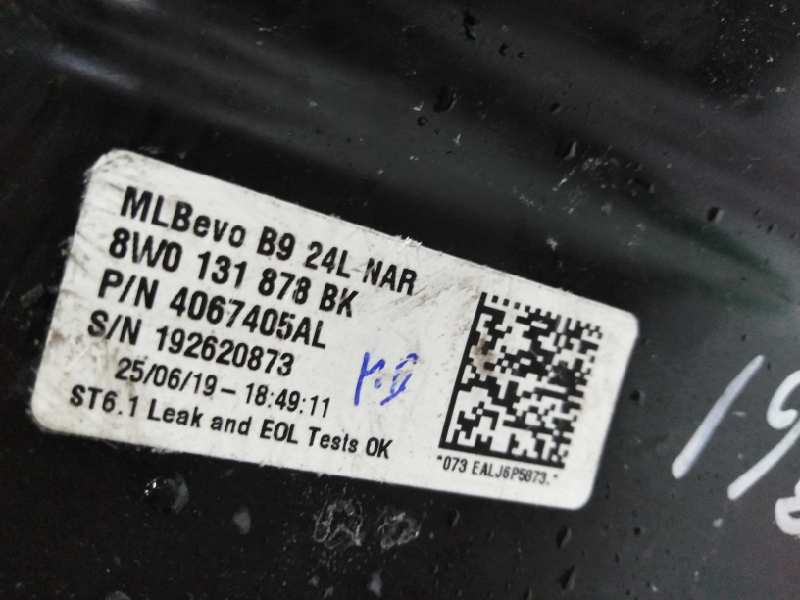 MLBevo B9 24L NAR
8W0 131 878 BK
P/N 4067405AL
S/N 192620873
25/06/19-18:49:11
ST6.1 Leak and EOL Tests OK
*073 EALJ6P5873.*